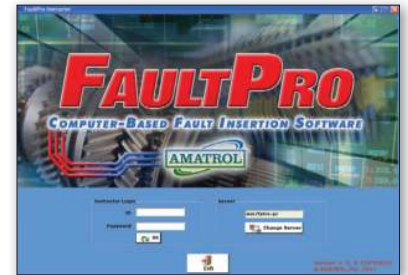 FaultPro Instructor
FAULTPRO
COMPUTER-BASED FAULT INSERTION SOFTWARE
AMATROL
Instructor Login
Server
ID
Password
OK
Change Server
Exit